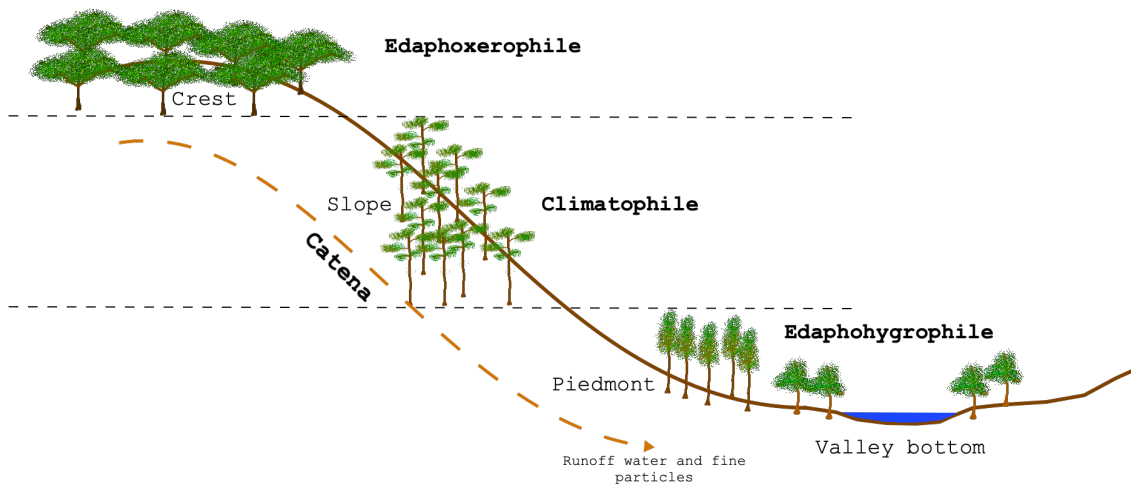 Edaphoxerophile
Crest
Slope
Climatophile
Catena
Edaphohygrophile
Piedmont
Valley bottom
Runoff water and fine
particles